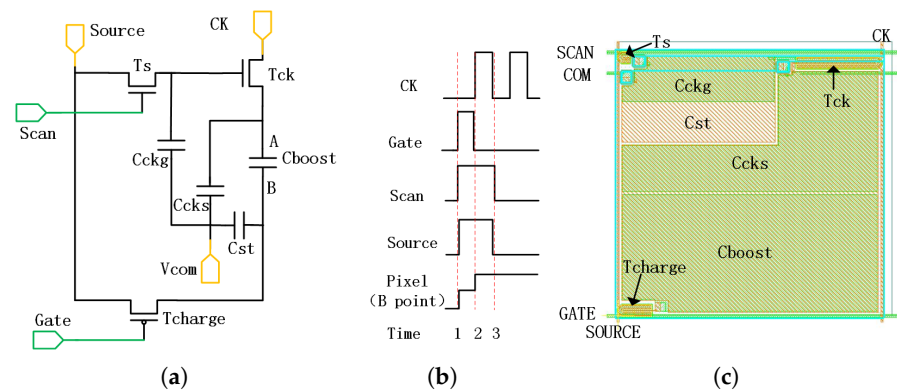 Source
CK
Ts
Tck
Scan
Cckg
A
Cboost
B
Ccks
Cst
Vcom
Gate
Tcharge
(a)
CK
Gate
Scan
Source
Pixel
(B point)
Time 1 2 3
(b)
CK
SCAN
Ts
COM
Cckg
Tck
Cst
Ccks
Cboost
Tcharge
GATE
SOURCE
(c)